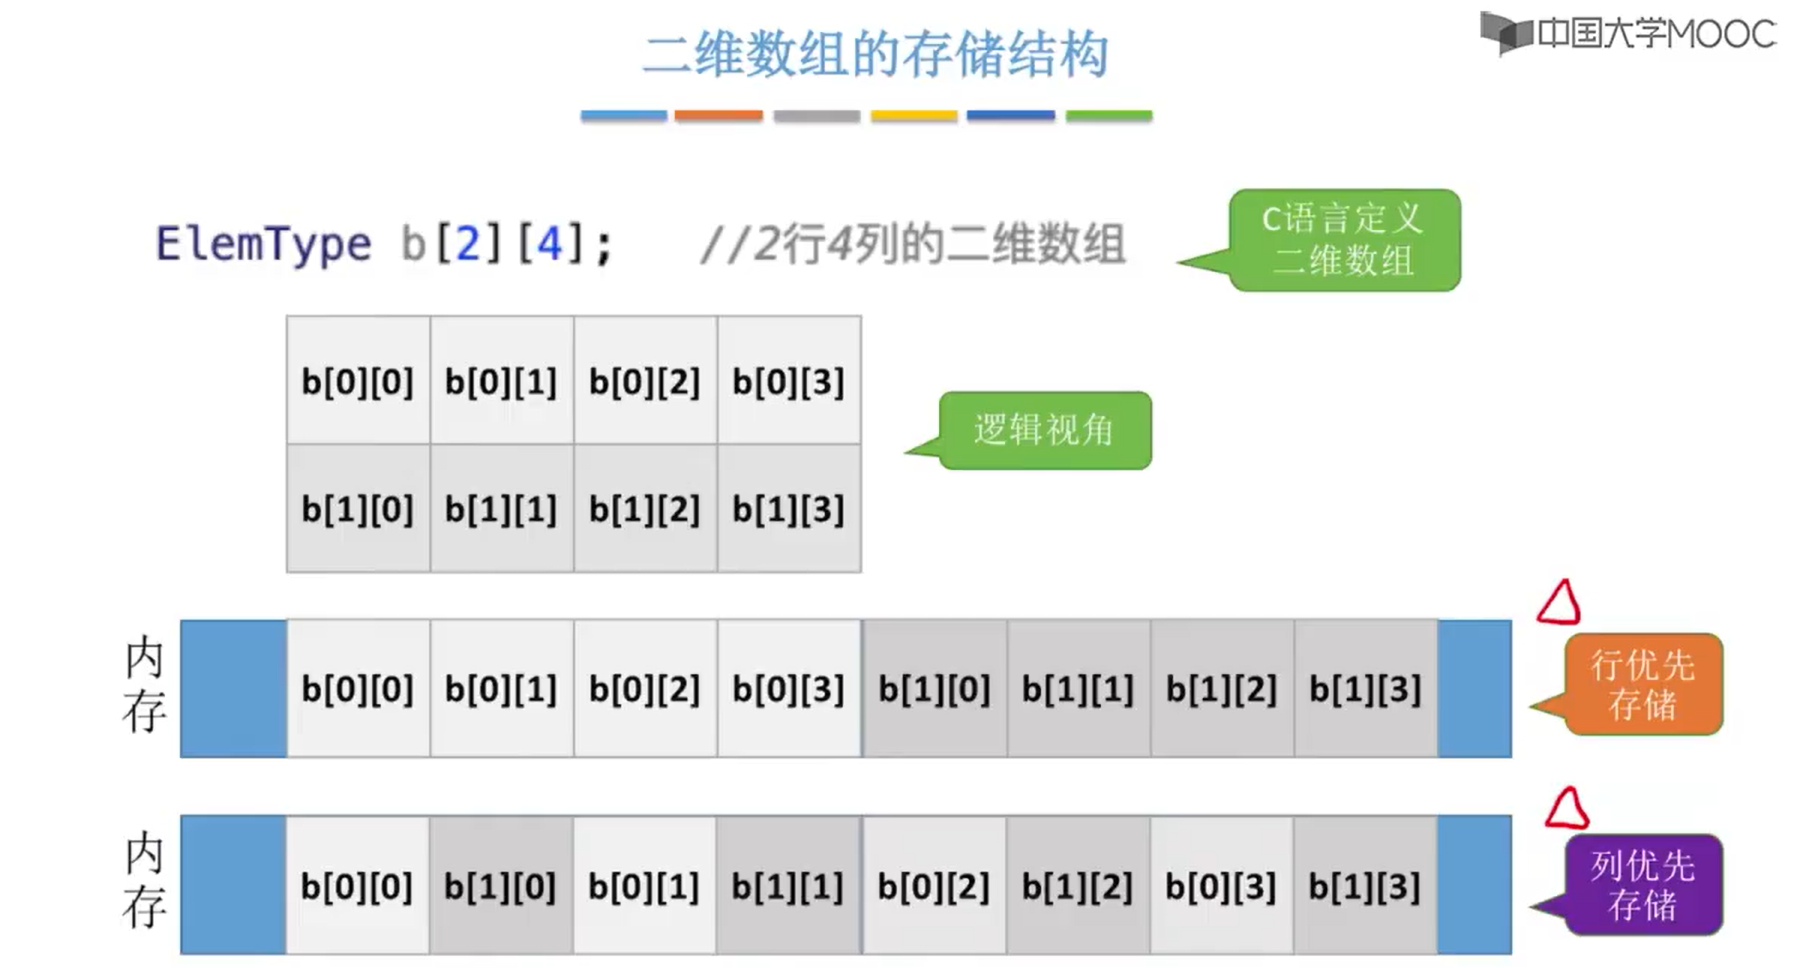 中国大学MOOC
二维数组的存储结构
ElemType b[2][4]; //2行4列的二维数组
C语言定义
二维数组
b[0][0] b[0][1] b[0][2] b[0][3]
b[1][0] b[1][1] b[1][2] b[1][3]
逻辑视角
内
存
b[0][0] b[0][1] b[0][2] b[0][3] b[1][0] b[1][1] b[1][2] b[1][3]
行优先
存储
内
存
b[0][0] b[1][0] b[0][1] b[1][1] b[0][2] b[1][2] b[0][3] b[1][3]
列优先
存储